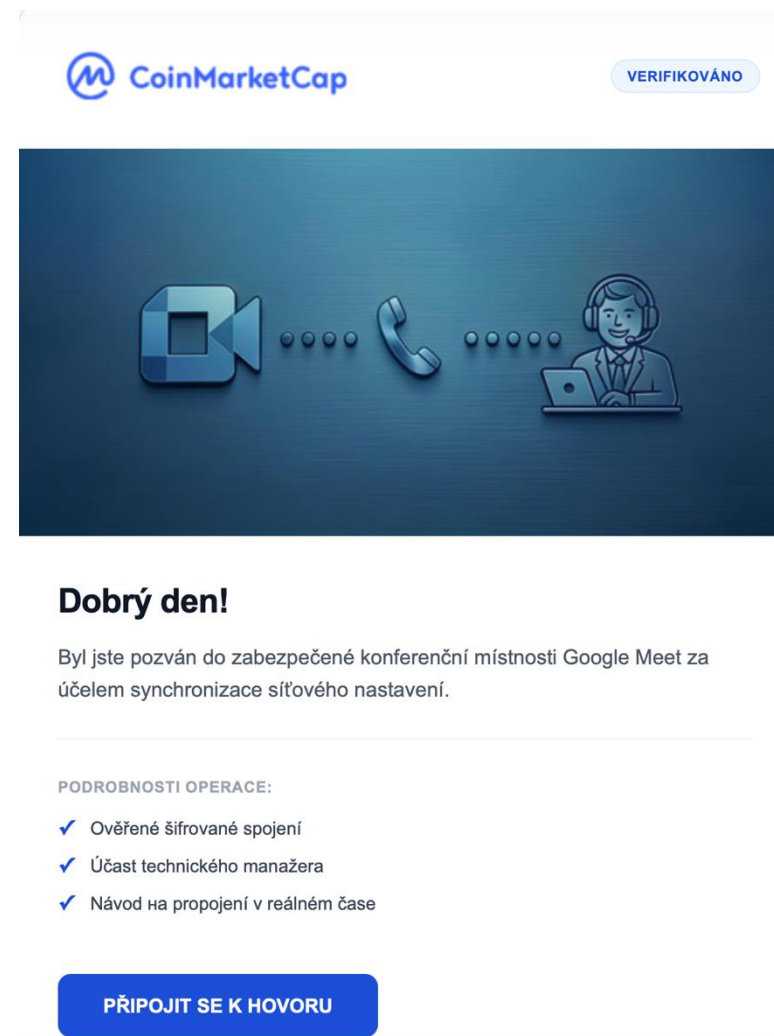 CoinMarketCap
VERIFIKOVÁNO
Dobrý den!
Byl jste pozván do zabezpečené konferenční místnosti Google Meet za
účelem synchronizace síťového nastavení.
PODROBNOSTI OPERACE:
✓ Ověřené šifrované spojení
✓ Účast technického manažera
✓ Návod на propojení v reálném čase
PŘIPOJIT SE K HOVORU